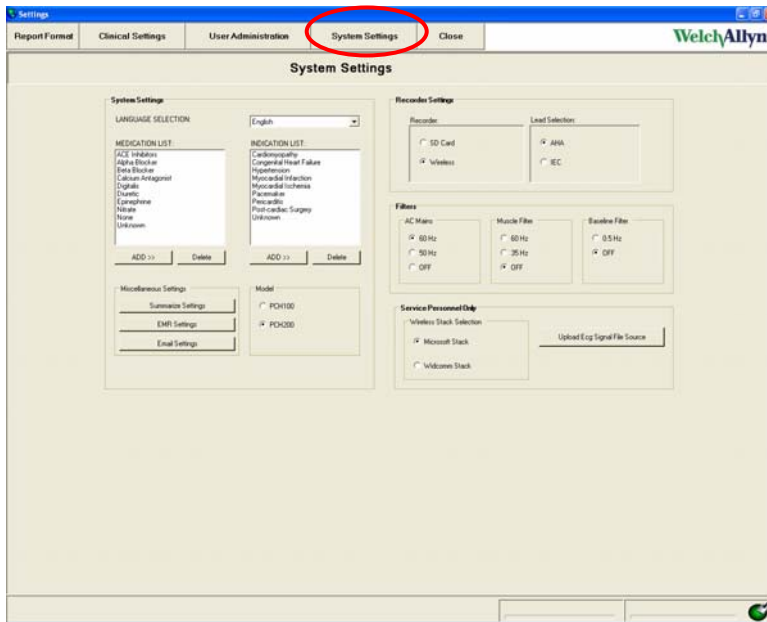 Settings
Report Format
Clinical Settings
User Administration
System Settings
Close
WelchAllyn
System Settings
System Settings
LANGUAGE SELECTION:
English
MEDICATION LIST:
ACE Inhibitors
Alpha Blocker
Beta Blocker
Calcium Antagonist
Digitalis
Diuretic
Epinephrine
Nitrate
None
Unknown
ADD >>
Delete
INDICATION LIST:
Cardiomyopathy
Congenital Heart Failure
Hypertension
Myocardial Infarction
Myocardial Ischemia
Pacemaker
Pericarditis
Post-cardiac Surgery
Unknown
ADD >>
Delete
Miscellaneous Settings
Summarize Settings
EMR Settings
Email Settings
Model
PCH100
PCH200
Recorder Settings
Recorder:
SD Card
Wireless
Lead Selection:
AHA
IEC
Filters
AC Mains
60 Hz
50 Hz
OFF
Muscle Filter
60 Hz
35 Hz
OFF
Baseline Filter
0.5 Hz
OFF
Service Personnel Only
Wireless Stack Selection
Microsoft Stack
Widcomm Stack
Upload Ecg Signal File Source